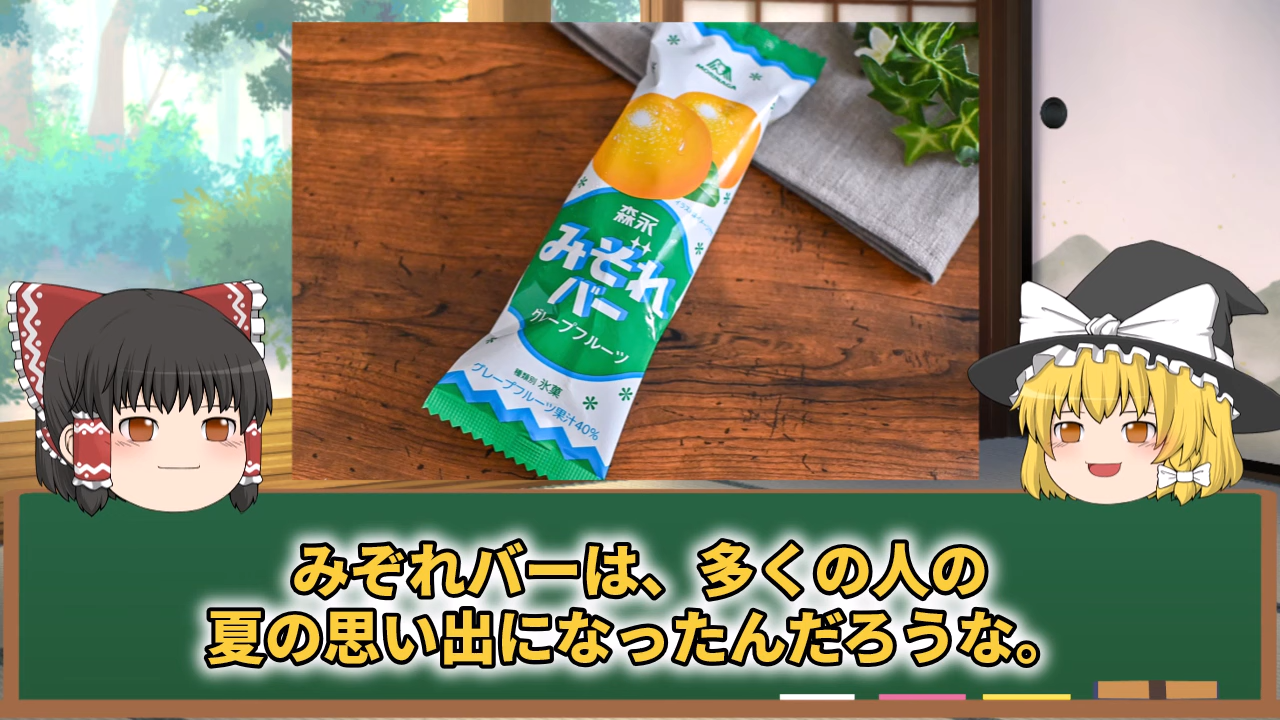 MORINAGA
森永
みぞれ
バー
グレープフルーツ
種類別 氷菓
グレープフルーツ果汁40%
みぞれバーは、多くの人の
夏の思い出になったんだろうな。